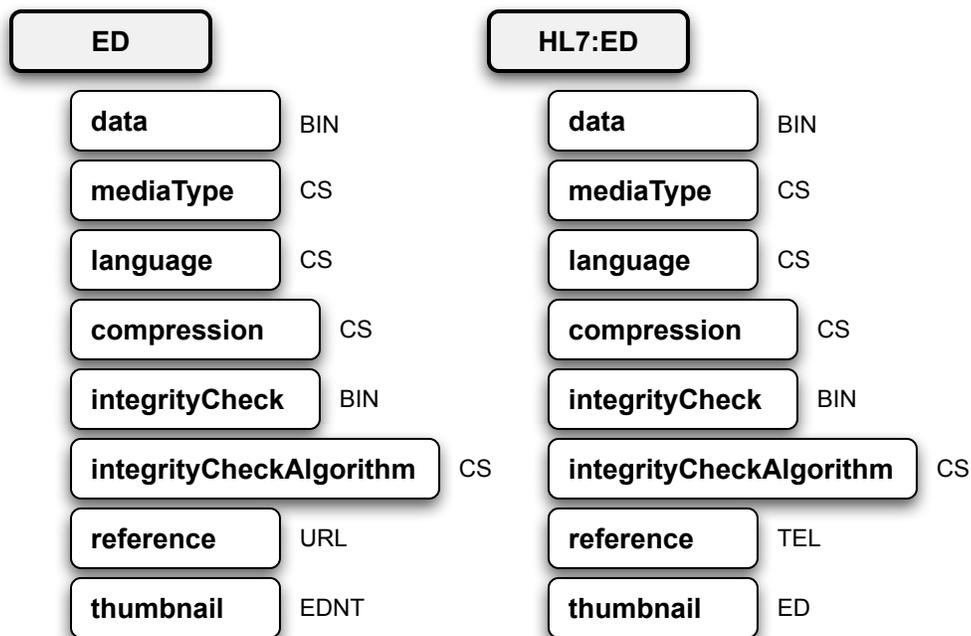 ED HL7:ED
data BIN data BIN
mediaType CS mediaType CS
language CS language CS
compression CS compression CS
integrityCheck BIN integrityCheck BIN
integrityCheckAlgorithm CS integrityCheckAlgorithm CS
reference URL reference TEL
thumbnail EDNT thumbnail ED